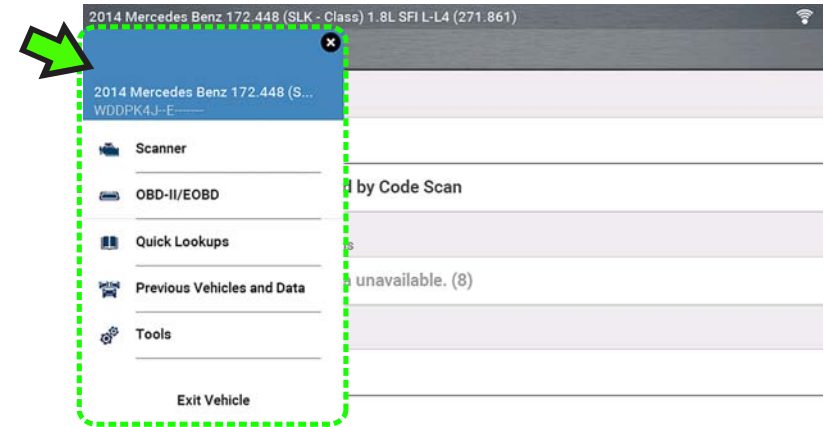 2014 Mercedes Benz 172.448 (SLK - Class) 1.8L SFI L-L4 (271.861)
2014 Mercedes Benz 172.448 (S...
WDDPK4J--E-------
Scanner
OBD-II/EOBD
d by Code Scan
Quick Lookups
s
Previous Vehicles and Data
unavailable. (8)
Tools
Exit Vehicle